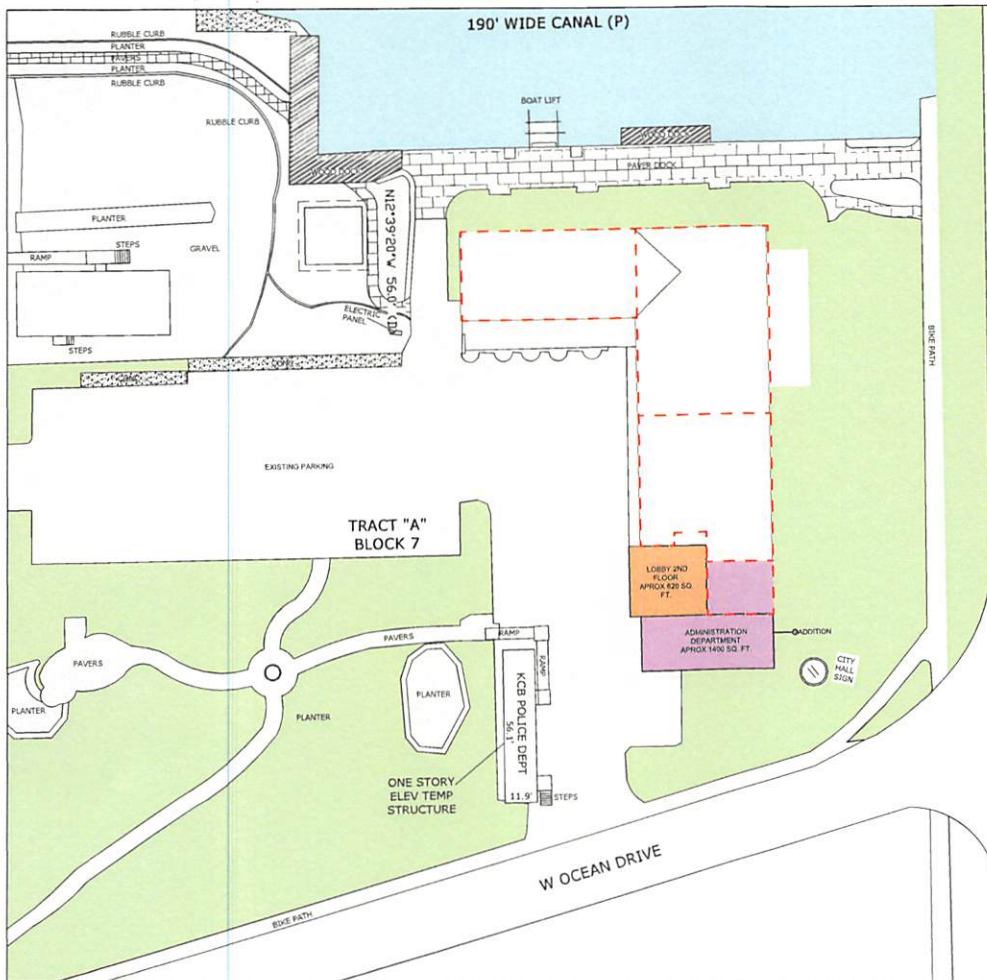 190' WIDE CANAL (P)
RUBBLE CURB
PLANTER
PAVERS
PLANTER
RUBBLE CURB
RUBBLE CURB
BOAT LIFT
WOOD DOCK
PAVER DOCK
WOOD DOCK
N12°39'20"W 56.0' (D)
PLANTER
GRAVEL
STEPS
RAMP
ELECTRIC
PANEL
STEPS
CONC
CONC
BIKE PATH
EXISTING PARKING
TRACT "A"
BLOCK 7
LOBBY 2ND
FLOOR
APROX 620 SQ.
FT.
ADMINISTRATION
DEPARTMENT
APROX 1400 SQ. FT.
ADDITION
CITY
HALL
SIGN
PAVERS
RAMP
RAMP
PAVERS
PLANTER
PLANTER
PLANTER
KCB POLICE DEPT
56.1'
11.9'
STEPS
ONE STORY
ELEV TEMP
STRUCTURE
W OCEAN DRIVE
BIKE PATH